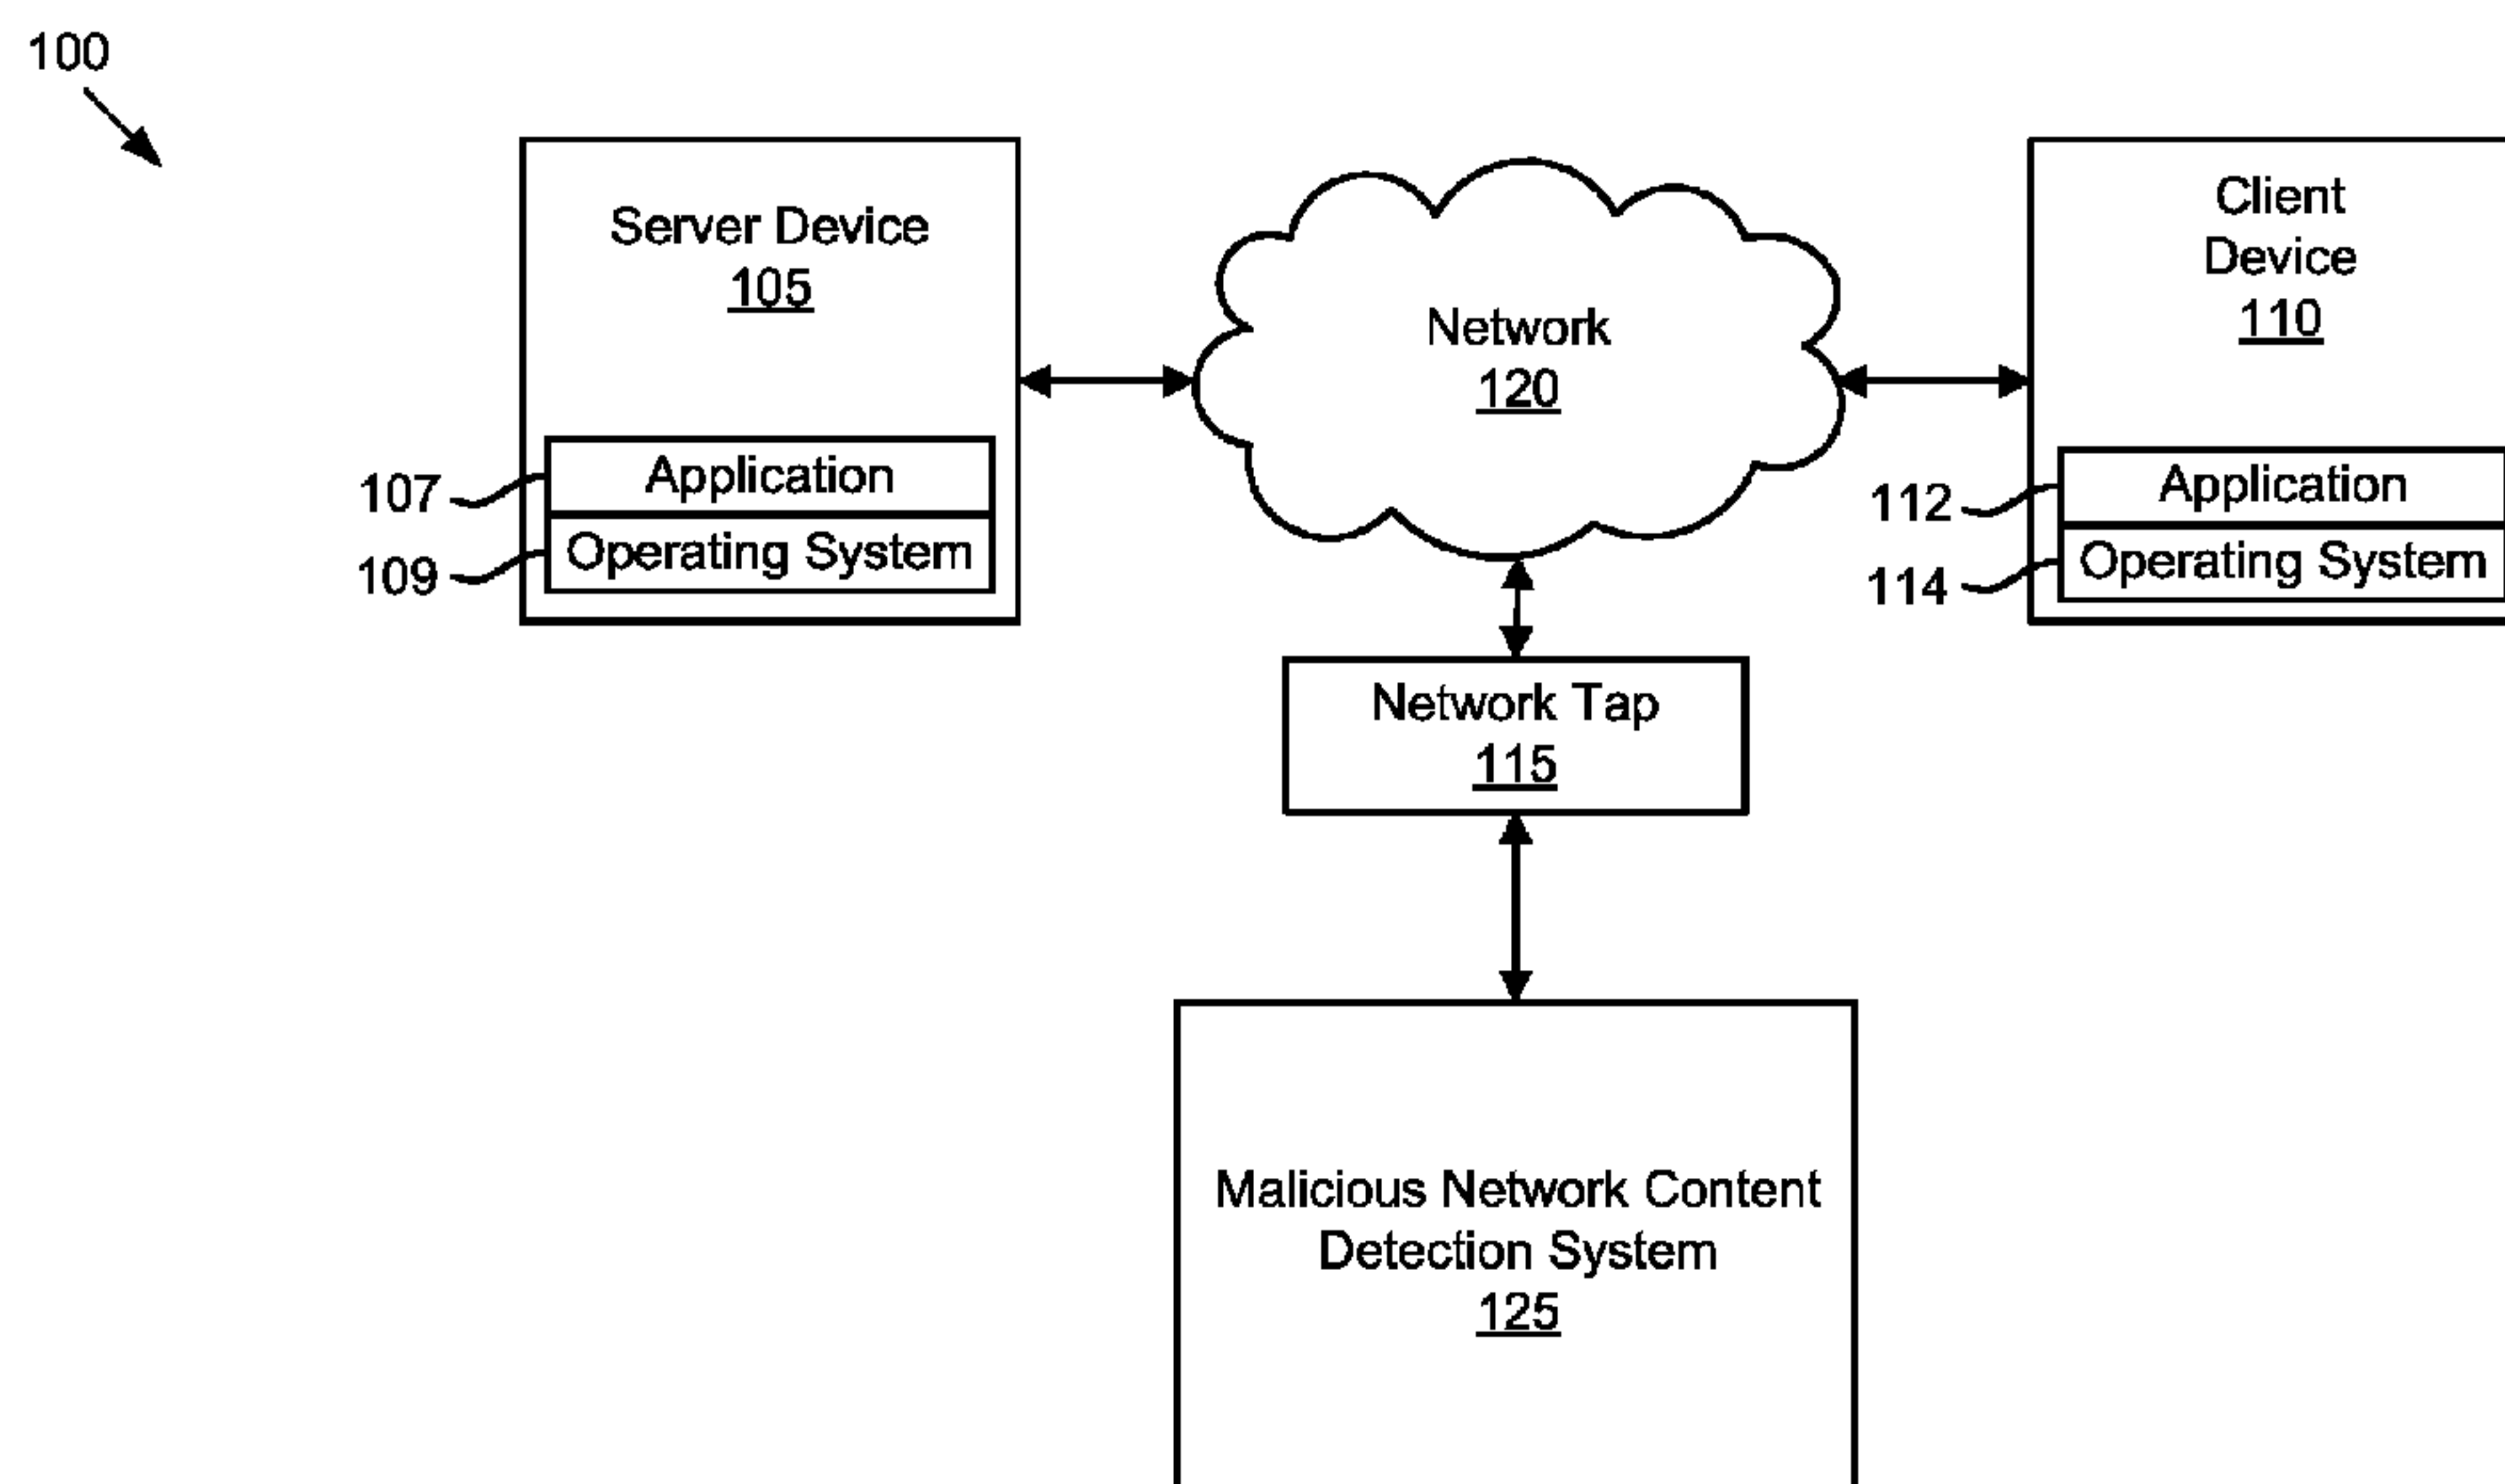 100
Server Device
105
Application
107
Operating System
109
Network
120
Client
Device
110
Application
112
Operating System
114
Network Tap
115
Malicious Network Content
Detection System
125